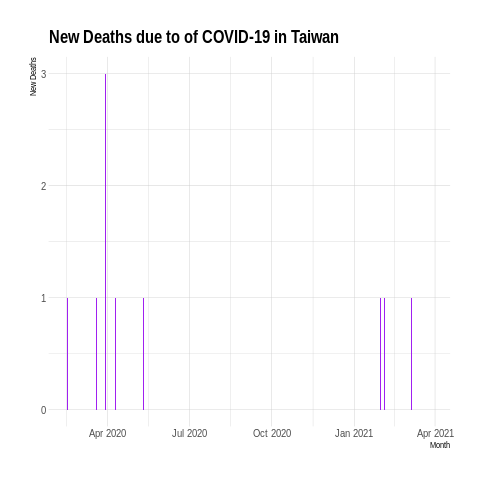 New Deaths due to of COVID-19 in Taiwan
New Deaths
3
2
1
0
Apr 2020 Jul 2020 Oct 2020 Jan 2021 Apr 2021
Month